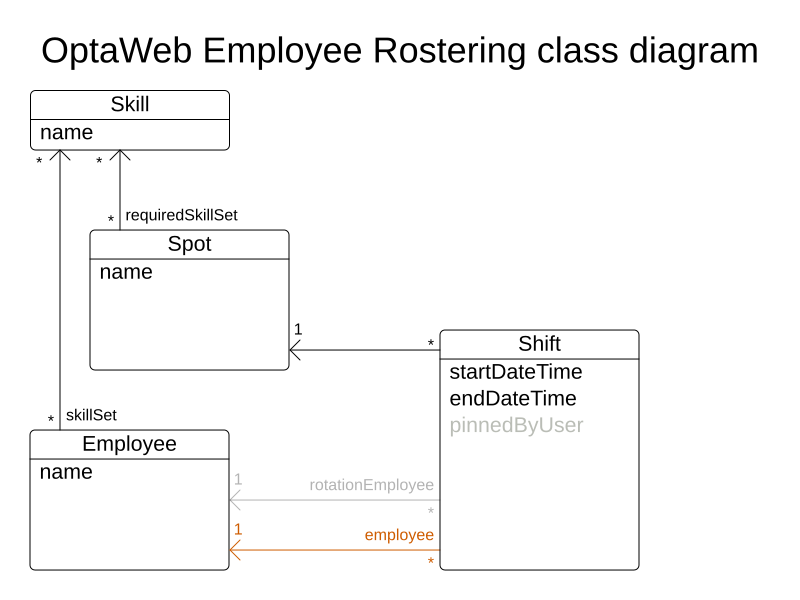 OptaWeb Employee Rostering class diagram
Skill
name
* *
* requiredSkillSet
Spot
name
1 *
Shift
startDateTime
endDateTime
pinnedByUser
* skillSet
Employee
name
1 rotationEmployee
*
1 employee
*